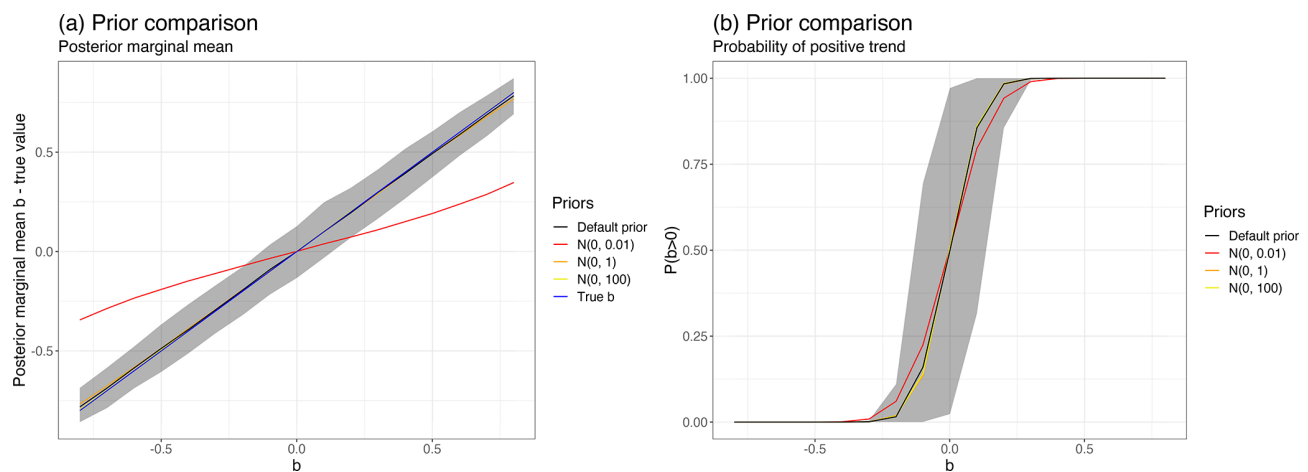 (a) Prior comparison
Posterior marginal mean
Posterior marginal mean b - true value
0.5
0.0
-0.5
-0.5
0.0
0.5
b
Priors
Default prior
N(0, 0.01)
N(0, 1)
N(0, 100)
True b
(b) Prior comparison
Probability of positive trend
P(b>0)
1.00
0.75
0.50
0.25
0.00
-0.5
0.0
0.5
b
Priors
Default prior
N(0, 0.01)
N(0, 1)
N(0, 100)